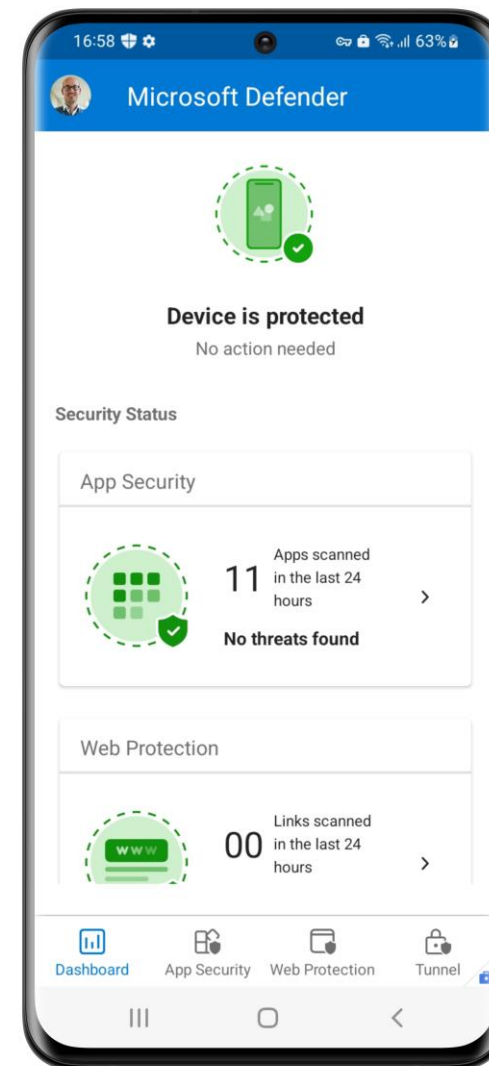 16:58
63%
Microsoft Defender
Device is protected
No action needed
Security Status
App Security
11
Apps scanned
in the last 24
hours
No threats found
Web Protection
www
00
Links scanned
in the last 24
hours
Dashboard
App Security
Web Protection
Tunnel